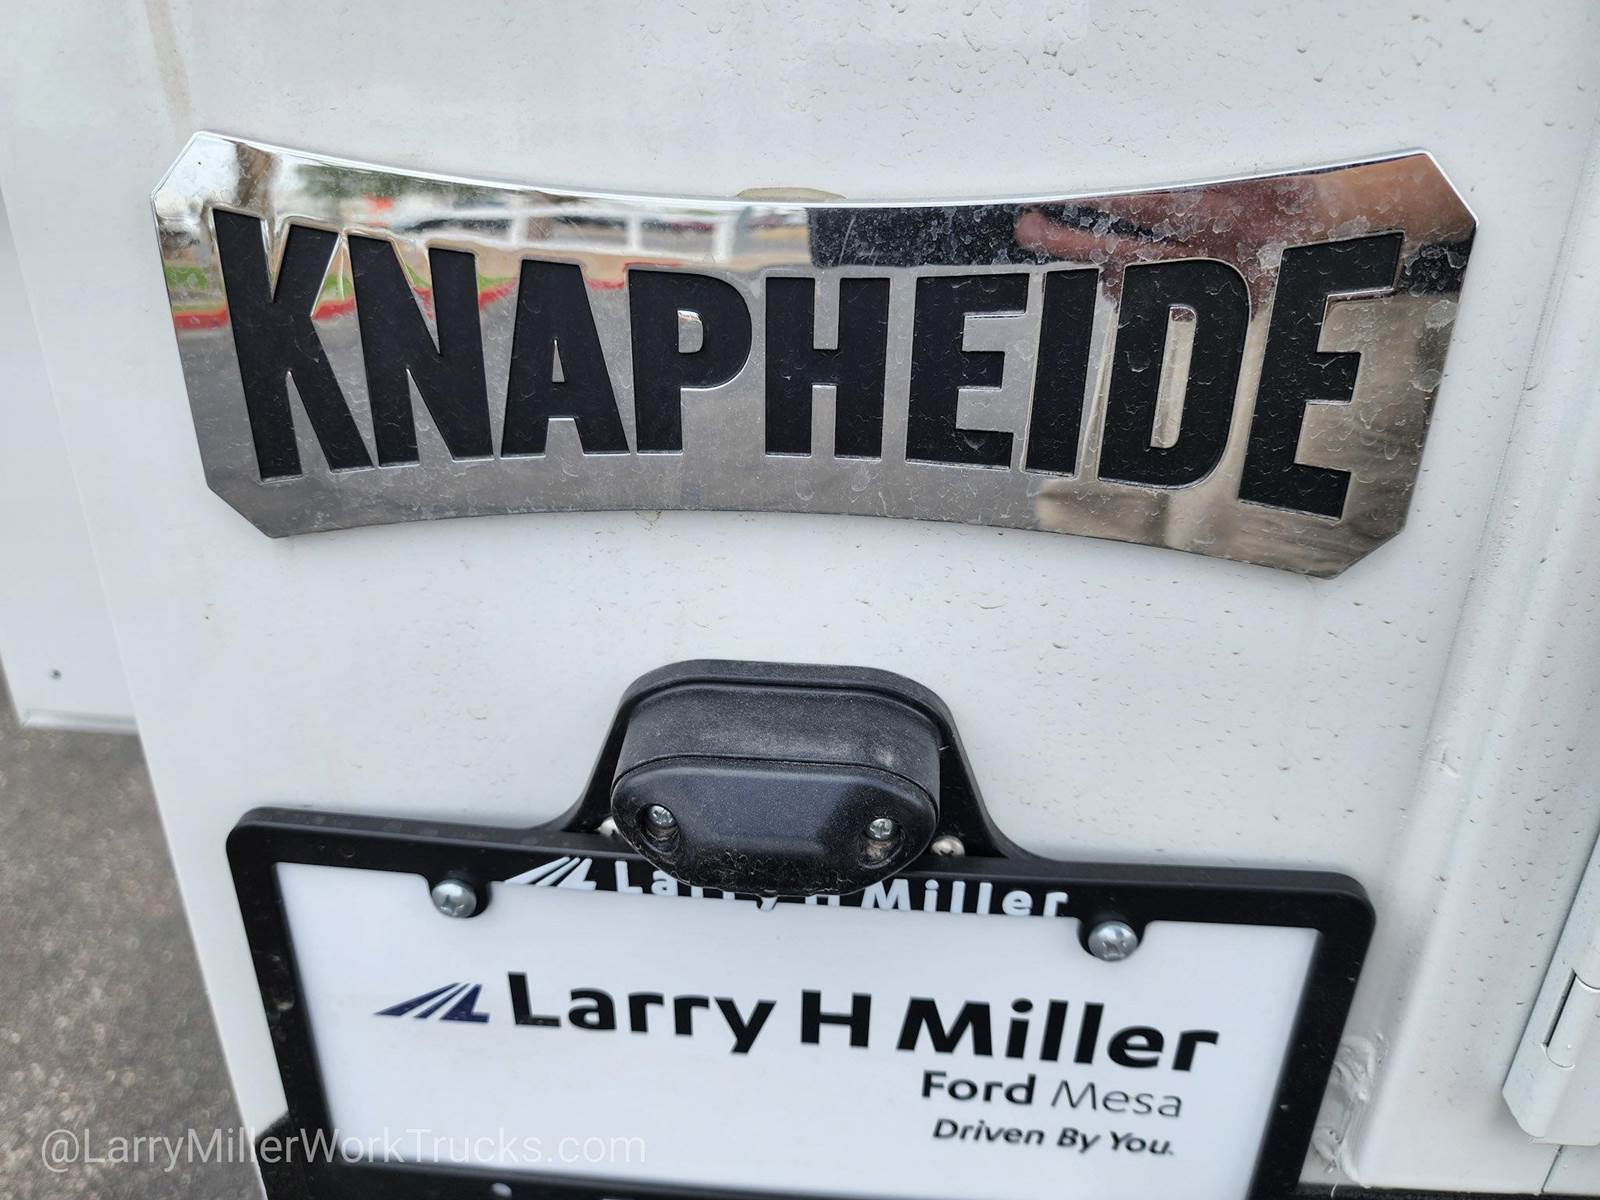 KNAPHEIDE
Larry H Miller
Larry H Miller
Ford Mesa
Driven By You.
@LarryMillerWorkTrucks.com